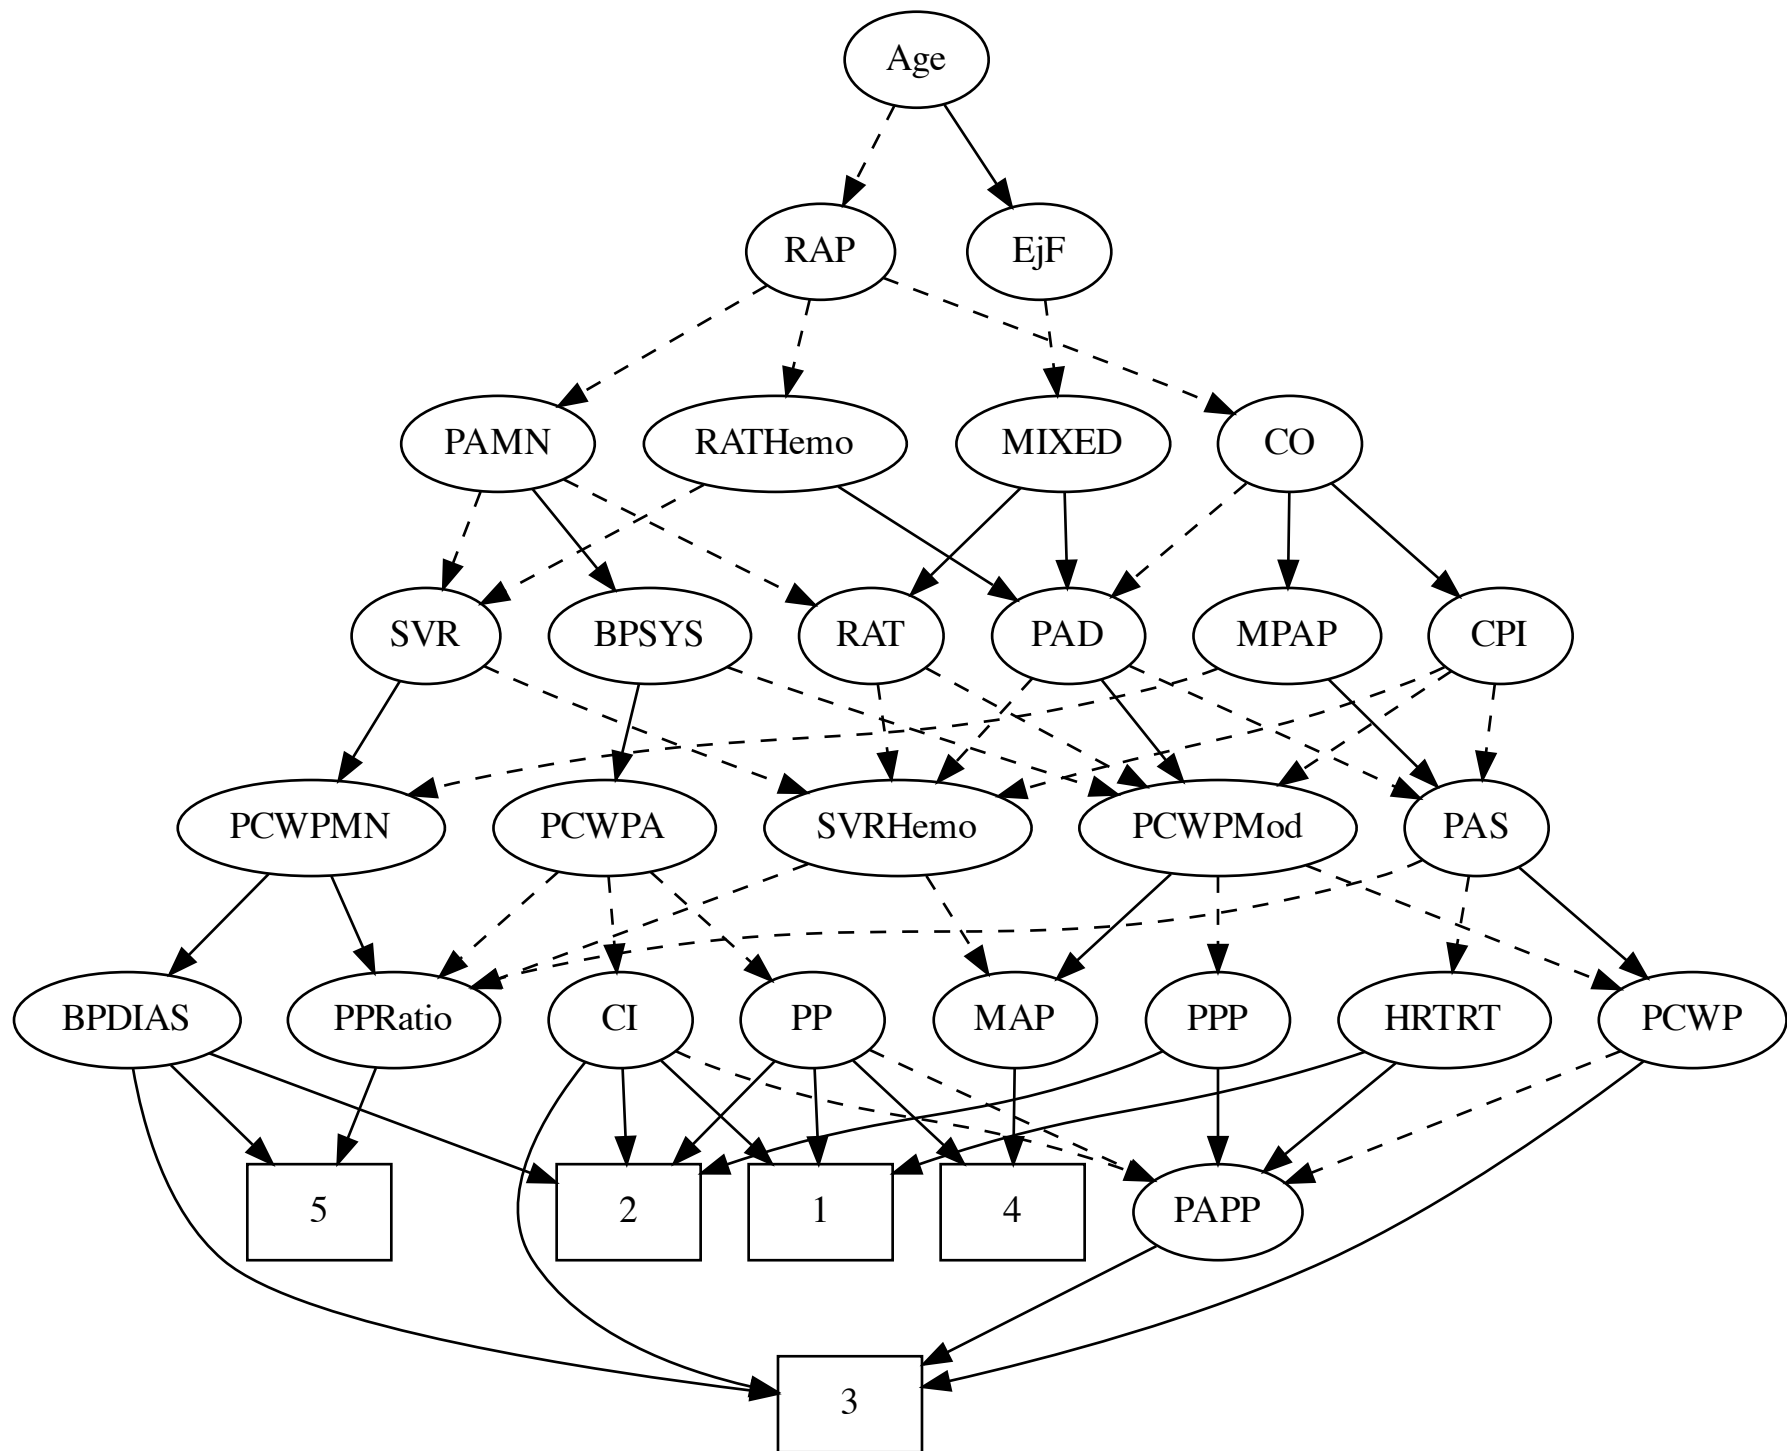 Age
RAP
EjF
PAMN
RATHemo
MIXED
CO
SVR
BPSYS
RAT
PAD
MPAP
CPI
PCWPMN
PCWPA
SVRHemo
PCWPMod
PAS
BPDIAS
PPRatio
CI
PP
MAP
PPP
HRTRT
PCWP
5
2
1
4
PAPP
3